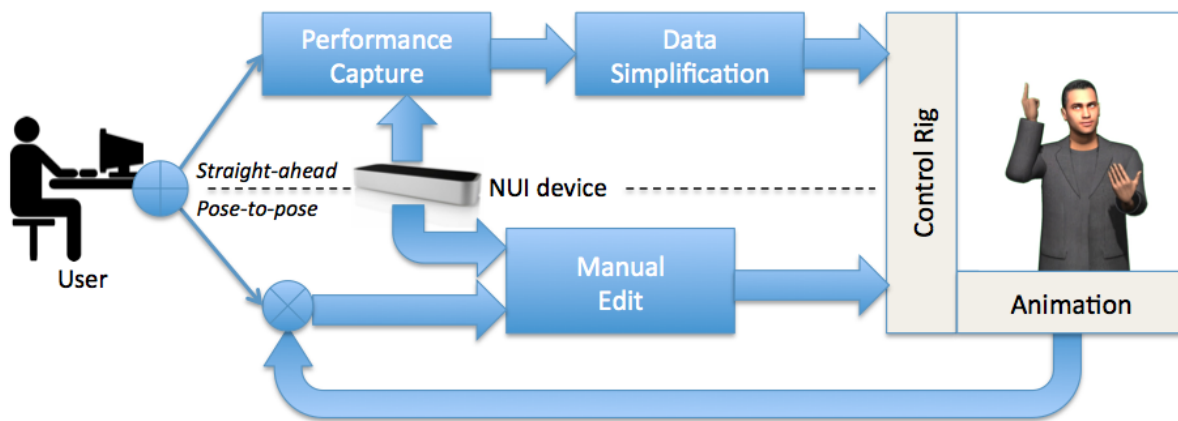 Performance
Capture
Data
Simplification
Straight-ahead
Pose-to-pose
NUI device
User
Manual
Edit
Control Rig
Animation